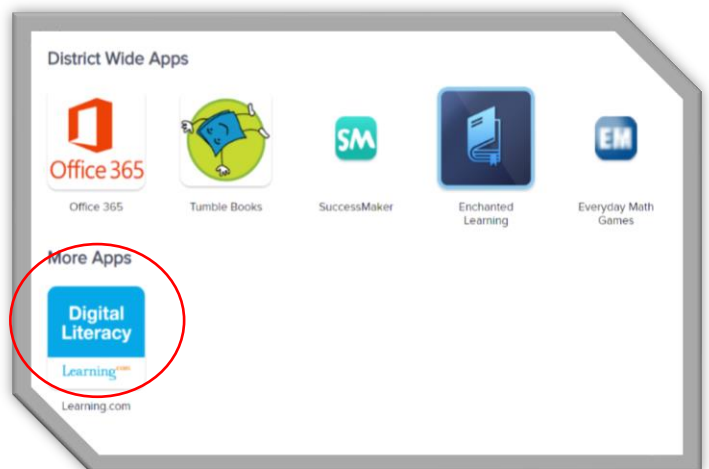 District Wide Apps
Office 365
SM
EM
Office 365
Tumble Books
SuccessMaker
Enchanted
Learning
Everyday Math
Games
More Apps
Digital
Literacy
Learning.com
Learning.com